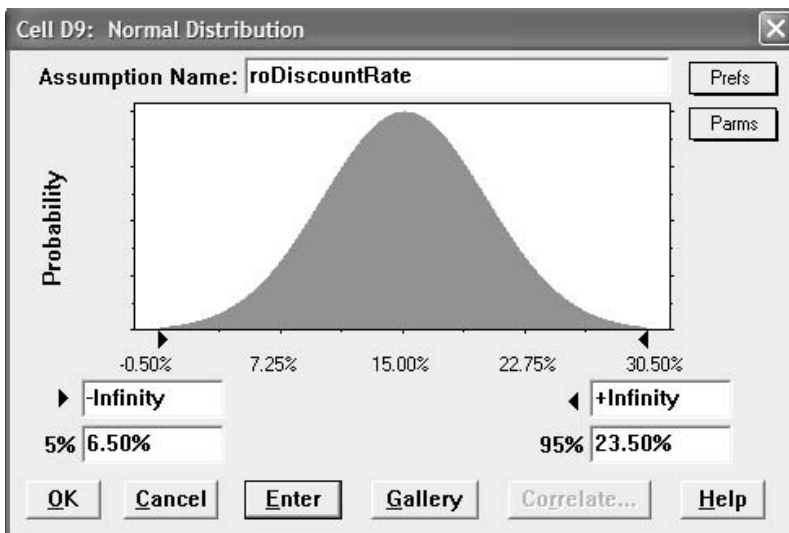 Cell D9: Normal Distribution
Assumption Name: roDiscountRate
Prefs
Parms
Probability
-0.50% 7.25% 15.00% 22.75% 30.50%
-Infinity +Infinity
5% 6.50% 95% 23.50%
OK Cancel Enter Gallery Correlate... Help